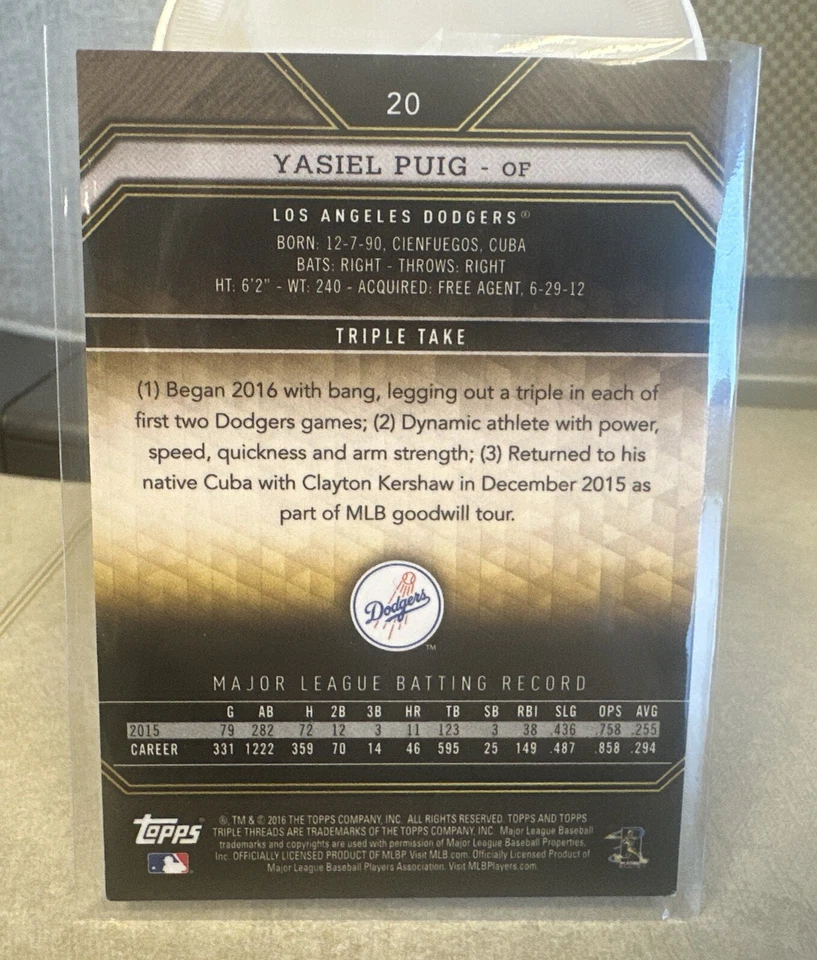 20
YASIEL PUIG - OF
LOS ANGELES DODGERS®
BORN: 12-7-90, CIENFUEGOS, CUBA
BATS: RIGHT - THROWS: RIGHT
HT: 6'2" - WT: 240 - ACQUIRED: FREE AGENT, 6-29-12
TRIPLE TAKE
(1) Began 2016 with bang, legging out a triple in each of
first two Dodgers games; (2) Dynamic athlete with power,
speed, quickness and arm strength; (3) Returned to his
native Cuba with Clayton Kershaw in December 2015 as
part of MLB goodwill tour.
Dodgers
TM
MAJOR LEAGUE BATTING RECORD
G AB H 2B 3B HR TB SB RBI SLG OPS AVG
2015 79 282 72 12 3 11 123 3 38 .436 .758 .255
CAREER 331 1222 359 70 14 46 595 25 149 .487 .858 .294
topps
®, TM & © 2016 THE TOPPS COMPANY, INC. ALL RIGHTS RESERVED. TOPPS AND TOPPS
TRIPLE THREADS ARE TRADEMARKS OF THE TOPPS COMPANY, INC. Major League Baseball
trademarks and copyrights are used with permission of Major League Baseball Properties,
Inc. OFFICIALLY LICENSED PRODUCT OF MLBP Visit MLB.com. Officially Licensed Product of
Major League Baseball Players Association. Visit MLBPlayers.com